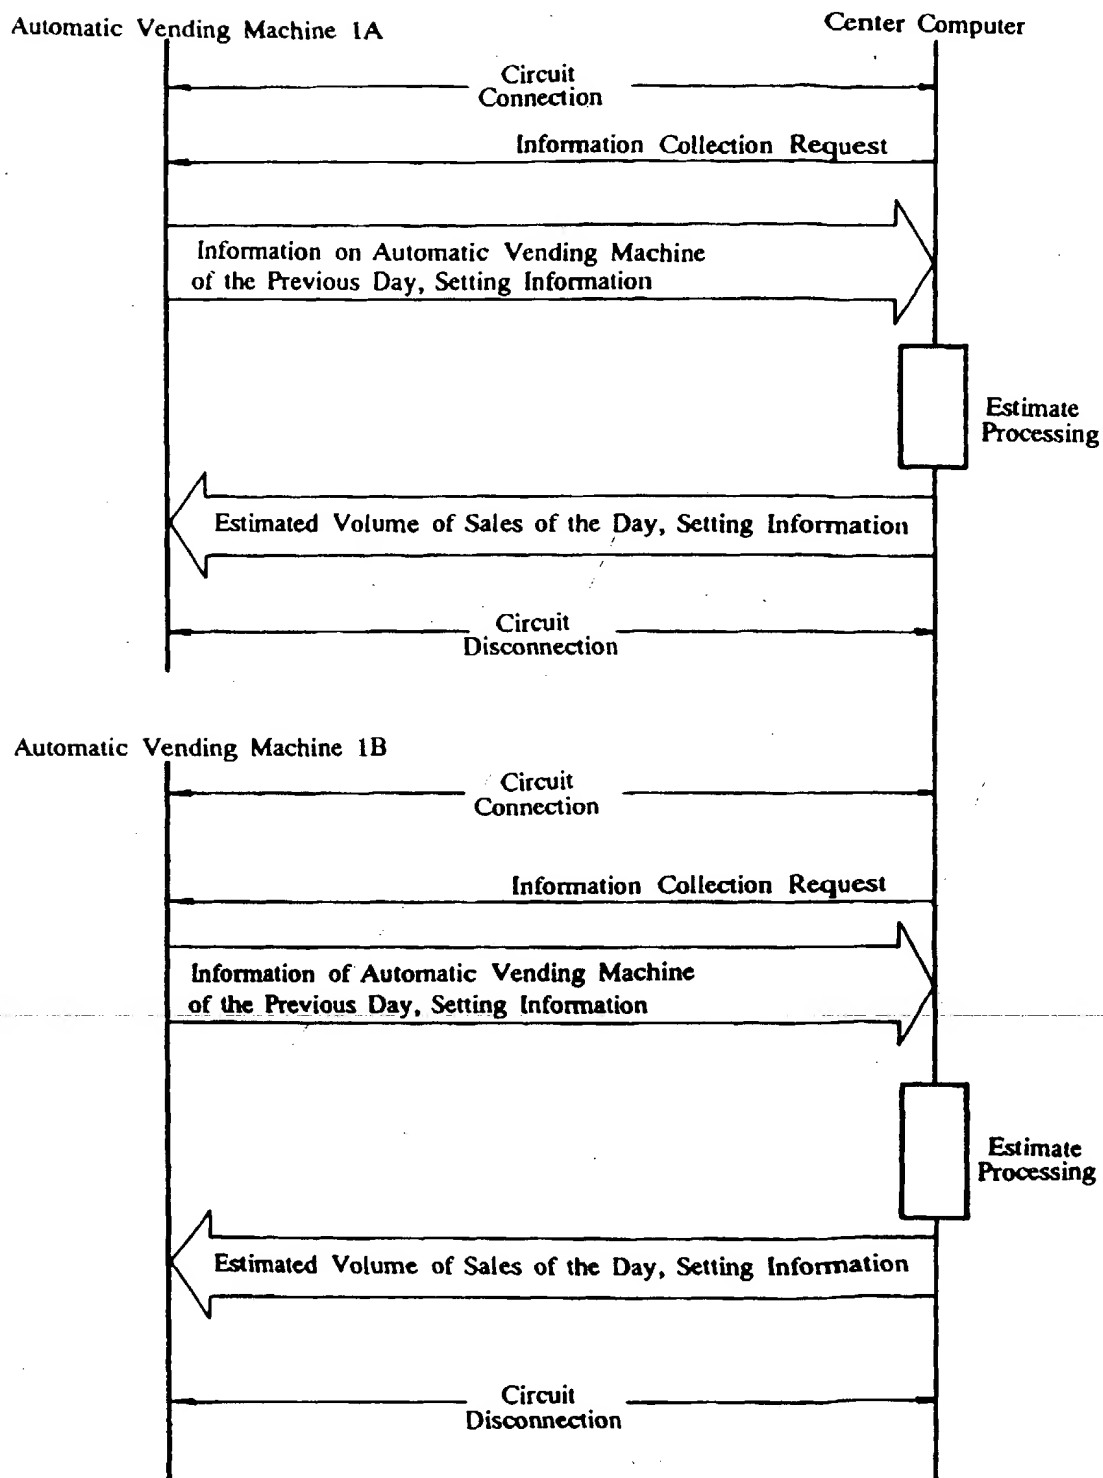 Automatic Vending Machine 1A
Center Computer
Circuit
Connection
Information Collection Request
Information on Automatic Vending Machine
of the Previous Day, Setting Information
Estimate
Processing
Estimated Volume of Sales of the Day, Setting Information
Circuit
Disconnection
Automatic Vending Machine 1B
Circuit
Connection
Information Collection Request
Information of Automatic Vending Machine
of the Previous Day, Setting Information
Estimate
Processing
Estimated Volume of Sales of the Day, Setting Information
Circuit
Disconnection